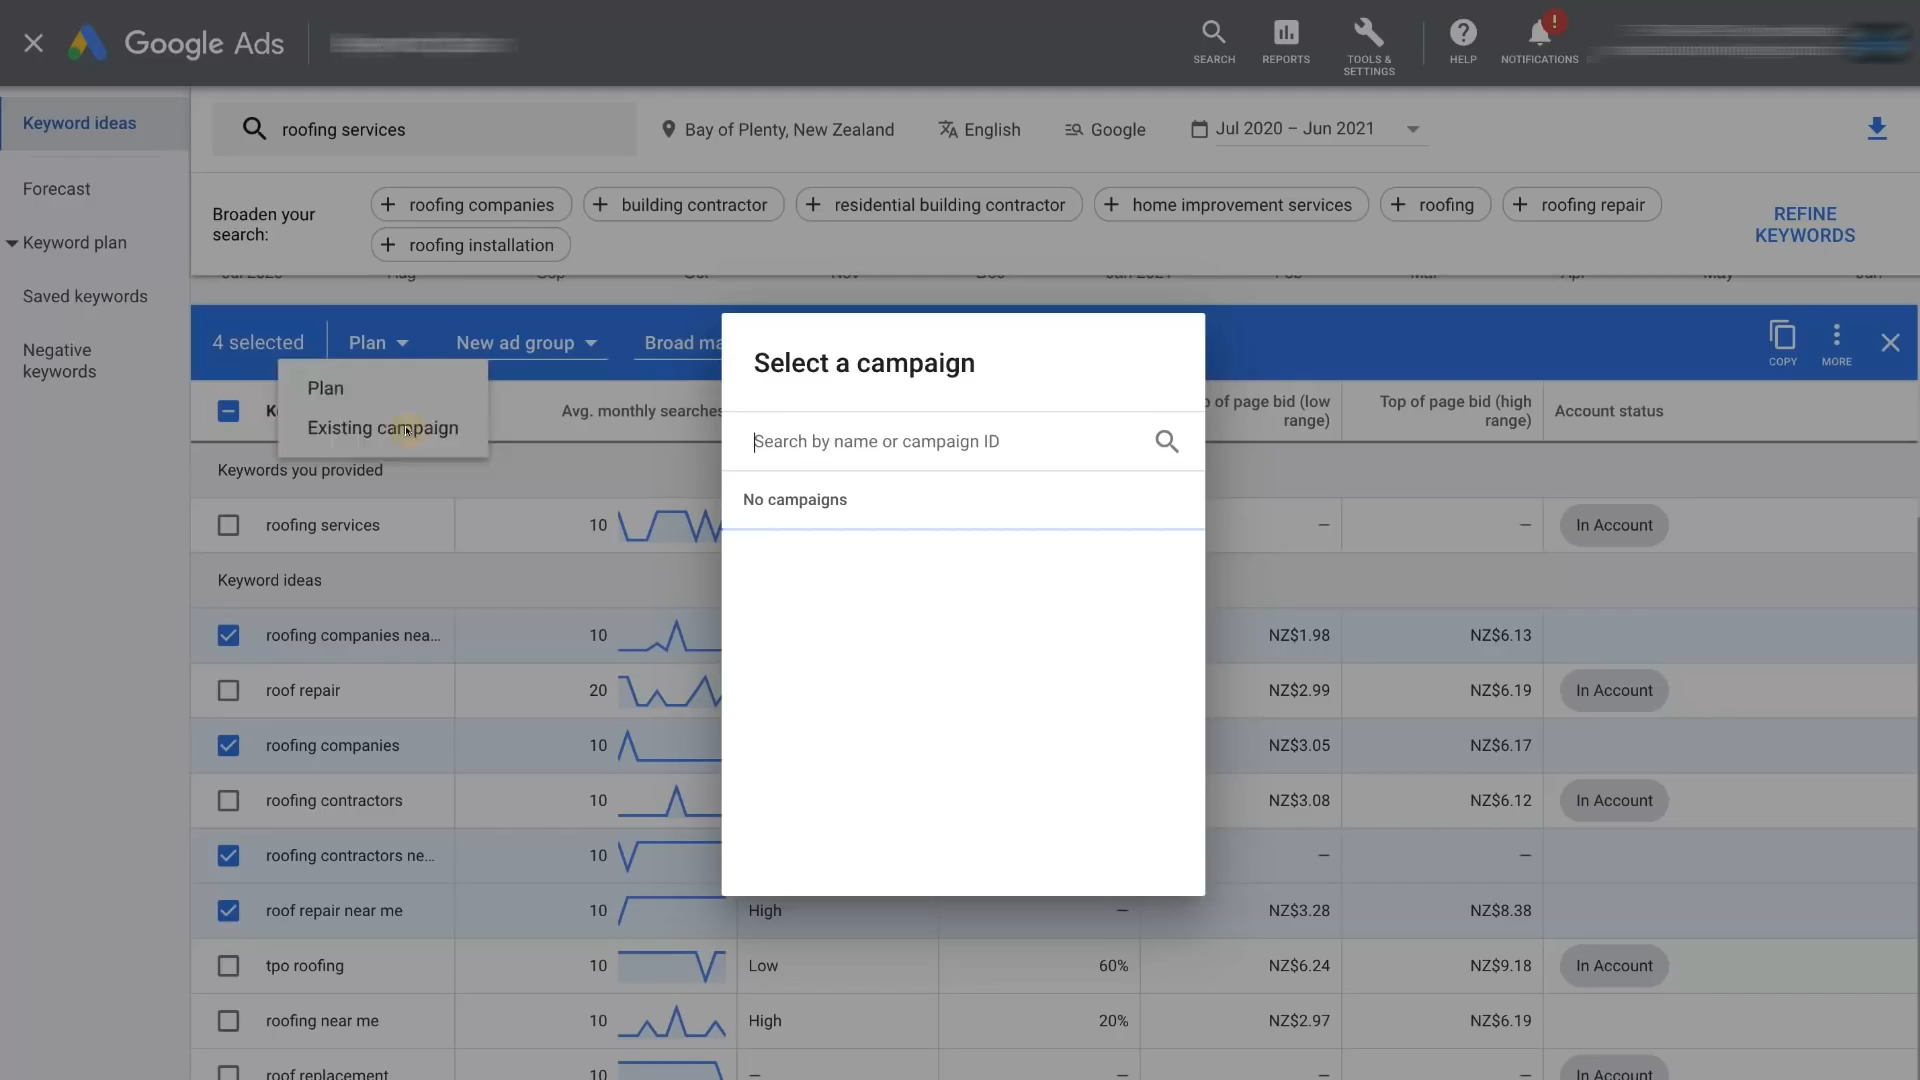 Google Ads
SEARCH
REPORTS
TOOLS &
SETTINGS
HELP
!
NOTIFICATIONS
Keyword ideas
Forecast
Keyword plan
Saved keywords
Negative
keywords
roofing services
Bay of Plenty, New Zealand
English
Google
Jul 2020 – Jun 2021
Broaden your
search:
+ roofing companies
+ building contractor
+ residential building contractor
+ home improvement services
+ roofing
+ roofing repair
+ roofing installation
REFINE
KEYWORDS
4 selected
Plan
New ad group
Broad ma
COPY
MORE
Plan
Existing campaign
Select a campaign
Search by name or campaign ID
No campaigns
Avg. monthly searches
of page bid (low
range)
Top of page bid (high
range)
Account status
Keywords you provided
roofing services 10 – – In Account
Keyword ideas
roofing companies nea... 10 NZ$1.98 NZ$6.13
roof repair 20 NZ$2.99 NZ$6.19 In Account
roofing companies 10 NZ$3.05 NZ$6.17
roofing contractors 10 NZ$3.08 NZ$6.12 In Account
roofing contractors ne... 10 – –
roof repair near me 10 High – NZ$3.28 NZ$8.38
tpo roofing 10 Low 60% NZ$6.24 NZ$9.18 In Account
roofing near me 10 High 20% NZ$2.97 NZ$6.19
roof replacement 10 – – – – In Account